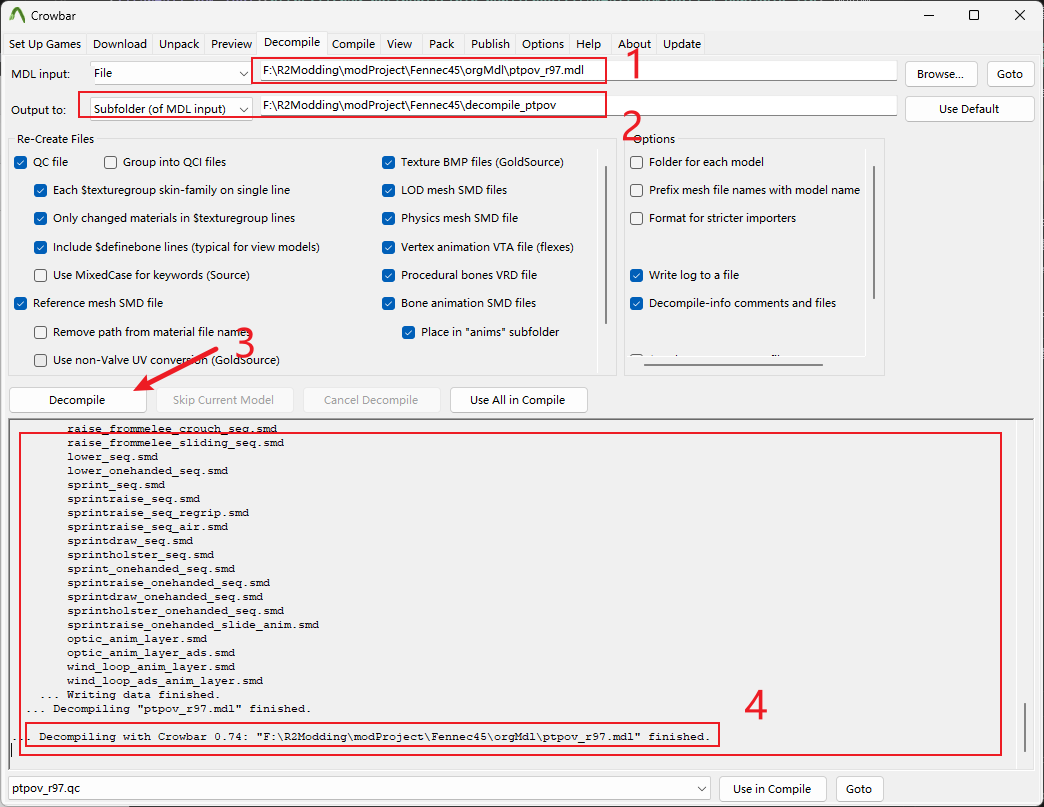 Crowbar
Set Up Games Download Unpack Preview Decompile Compile View Pack Publish Options Help About Update
MDL input: File F:\R2Modding\modProject\Fennec45\orgMdl\ptpov_r97.mdl 1 Browse... Goto
Output to: Subfolder (of MDL input) F:\R2Modding\modProject\Fennec45\decompile_ptpov 2 Use Default
Re-Create Files
QC file Group into QCI files
Each $texturegroup skin-family on single line
Only changed materials in $texturegroup lines
Include $definebone lines (typical for view models)
Use MixedCase for keywords (Source)
Reference mesh SMD file
Remove path from material file names
Use non-Valve UV conversion (GoldSource)
3
Texture BMP files (GoldSource)
LOD mesh SMD files
Physics mesh SMD file
Vertex animation VTA file (flexes)
Procedural bones VRD file
Bone animation SMD files
Place in "anims" subfolder
Options
Folder for each model
Prefix mesh file names with model name
Format for stricter importers
Write log to a file
Decompile-info comments and files
Decompile Skip Current Model Cancel Decompile Use All in Compile
raise_frommelee_crouch_seq.smd
raise_frommelee_sliding_seq.smd
lower_seq.smd
lower_onehanded_seq.smd
sprint_seq.smd
sprintraise_seq.smd
sprintraise_seq_regrip.smd
sprintraise_seq_air.smd
sprintdraw_seq.smd
sprintholster_seq.smd
sprint_onehanded_seq.smd
sprintraise_onehanded_seq.smd
sprintdraw_onehanded_seq.smd
sprintholster_onehanded_seq.smd
sprintraise_onehanded_slide_anim.smd
optic_anim_layer.smd
optic_anim_layer_ads.smd
wind_loop_anim_layer.smd
wind_loop_ads_anim_layer.smd
... Writing data finished.
... Decompiling "ptpov_r97.mdl" finished.
4
... Decompiling with Crowbar 0.74: "F:\R2Modding\modProject\Fennec45\orgMdl\ptpov_r97.mdl" finished.
ptpov_r97.qc Use in Compile Goto